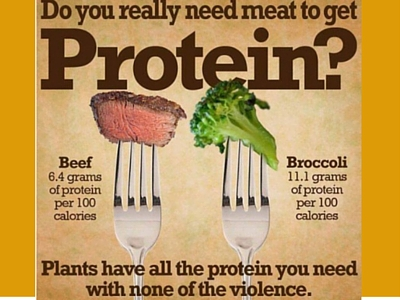 Do you really need meat to get
Protein?
Beef
6.4 grams
of protein
per 100
calories
Broccoli
11.1 grams
of protein
per 100
calories
Plants have all the protein you need
with none of the violence.